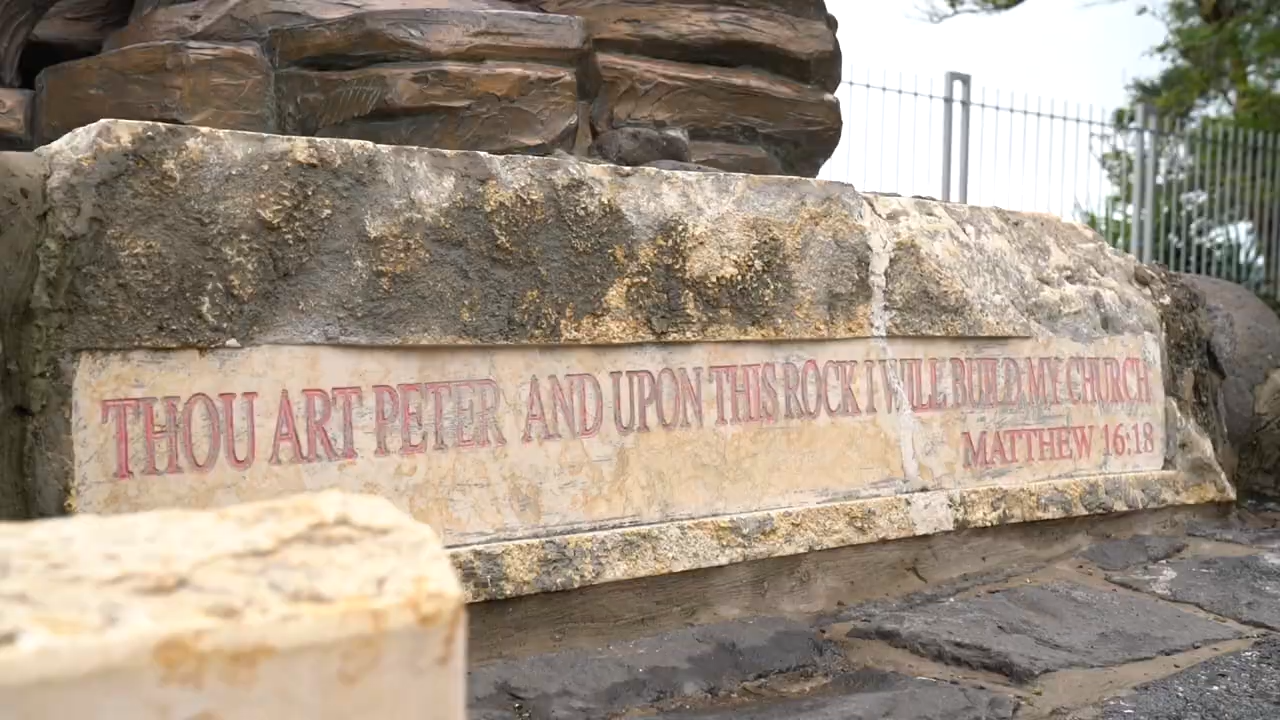 THOU ART PETER AND UPON THIS ROCK I WILL BUILD MY CHURCH
MATTHEW 16:18